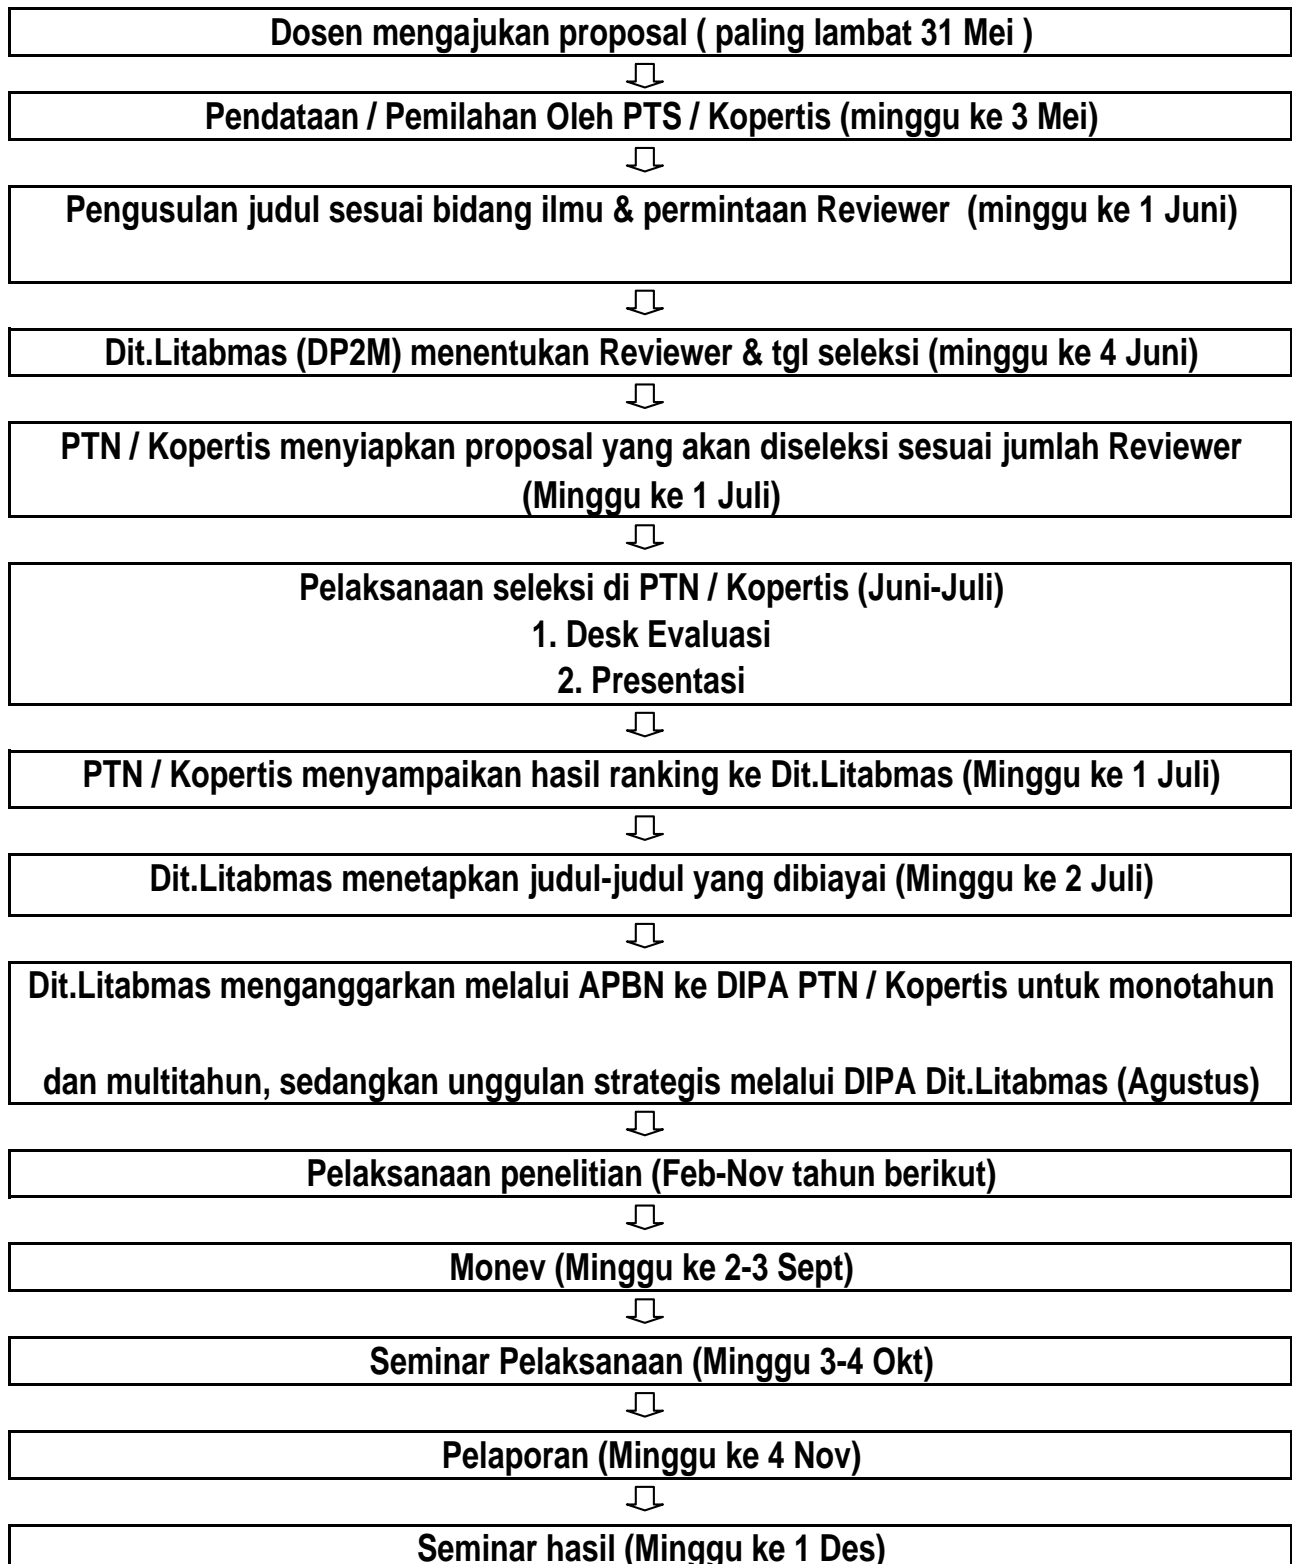 Dosen mengajukan proposal ( paling lambat 31 Mei )
Pendataan / Pemilahan Oleh PTS / Kopertis (minggu ke 3 Mei)
Pengusulan judul sesuai bidang ilmu & permintaan Reviewer (minggu ke 1 Juni)
Dit.Litabmas (DP2M) menentukan Reviewer & tgl seleksi (minggu ke 4 Juni)
PTN / Kopertis menyiapkan proposal yang akan diseleksi sesuai jumlah Reviewer
(Minggu ke 1 Juli)
Pelaksanaan seleksi di PTN / Kopertis (Juni-Juli)
1. Desk Evaluasi
2. Presentasi
PTN / Kopertis menyampaikan hasil ranking ke Dit.Litabmas (Minggu ke 1 Juli)
Dit.Litabmas menetapkan judul-judul yang dibiayai (Minggu ke 2 Juli)
Dit.Litabmas menganggarkan melalui APBN ke DIPA PTN / Kopertis untuk monotahun
dan multitahun, sedangkan unggulan strategis melalui DIPA Dit.Litabmas (Agustus)
Pelaksanaan penelitian (Feb-Nov tahun berikut)
Monev (Minggu ke 2-3 Sept)
Seminar Pelaksanaan (Minggu 3-4 Okt)
Pelaporan (Minggu ke 4 Nov)
Seminar hasil (Minggu ke 1 Des)